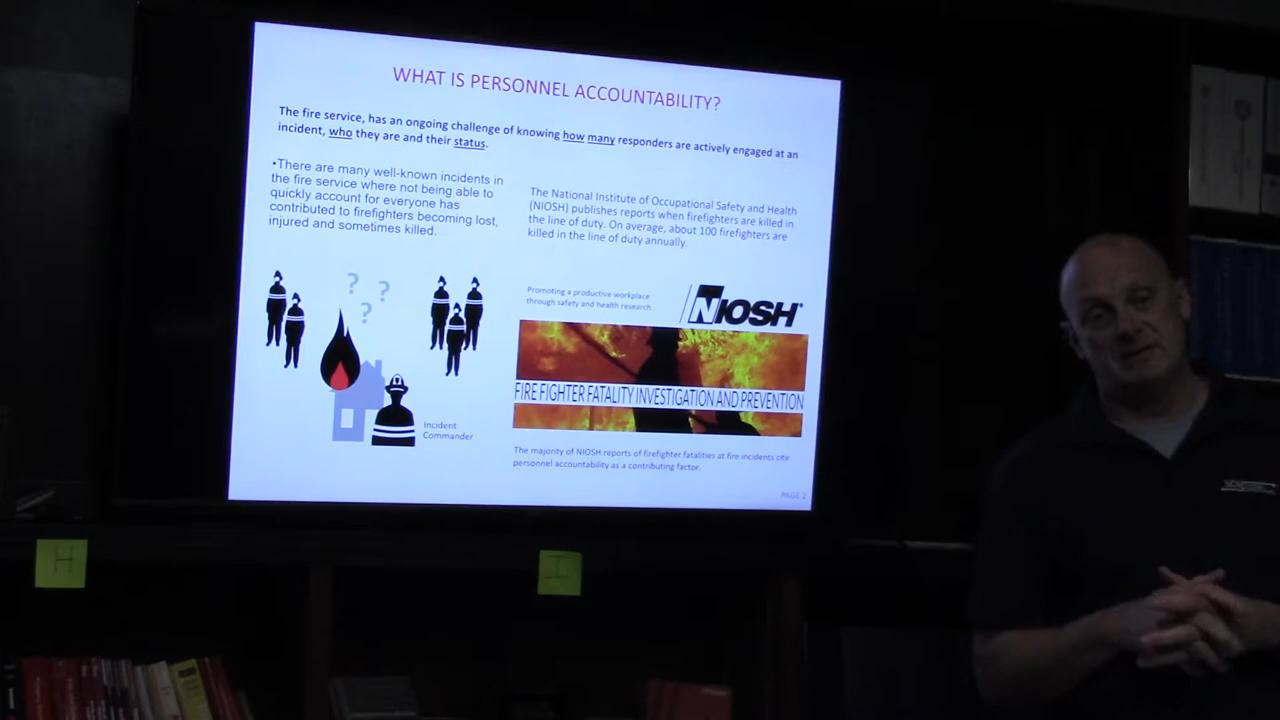 WHAT IS PERSONNEL ACCOUNTABILITY?
The fire service, has an ongoing challenge of knowing how many responders are actively engaged at an
incident, who they are and their status.
•There are many well-known incidents in
the fire service where not being able to
quickly account for everyone has
contributed to firefighters becoming lost,
injured and sometimes killed.
The National Institute of Occupational Safety and Health
(NIOSH) publishes reports when firefighters are killed in
the line of duty. On average, about 100 firefighters are
killed in the line of duty annually.
? ?
?
Incident
Commander
Promoting a productive workplace
through safety and health research
NIOSH
FIRE FIGHTER FATALITY INVESTIGATION AND PREVENTION
The majority of NIOSH reports of firefighter fatalities at fire incidents cite
personnel accountability as a contributing factor.
PAGE 2
H
I